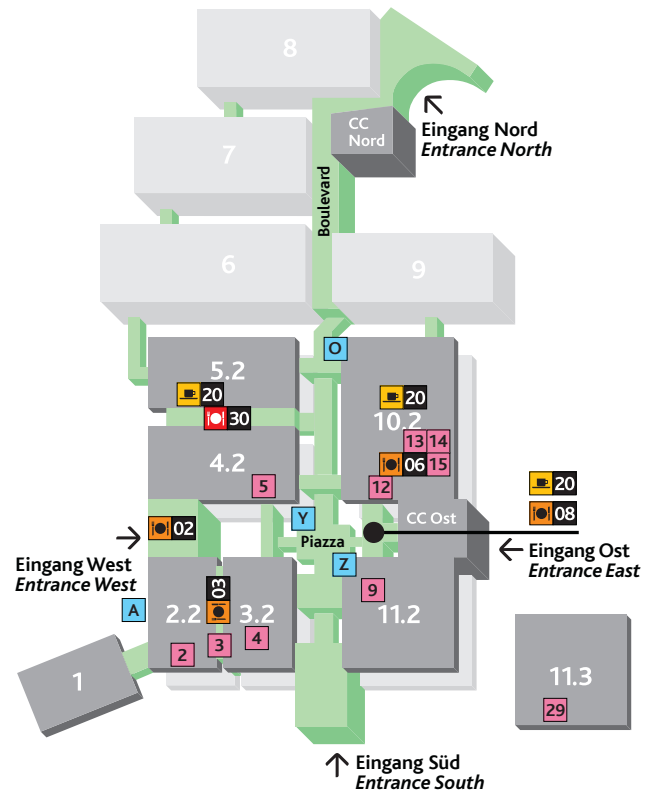 8
CC
Nord
Eingang Nord
Entrance North
7
Boulevard
6
9
O
5.2
20
30
20
10.2
13
14
4.2
06
15
5
12
20
08
02
Y
CC Ost
Piazza
Eingang West
Entrance West
Eingang Ost
Entrance East
Z
A
03
9
2.2
3.2
11.2
2
3
4
1
11.3
29
Eingang Süd
Entrance South